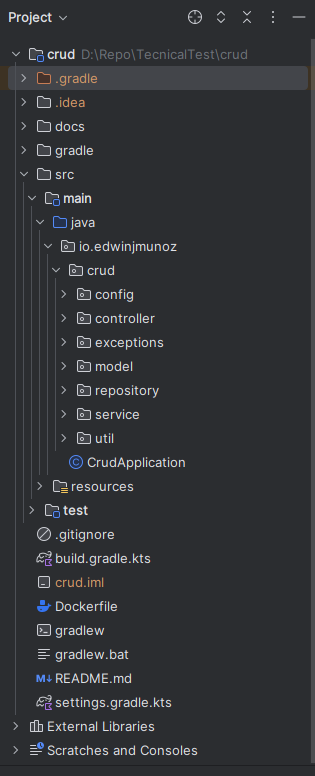 Project
crud D:\Repo\TecnicalTest\crud
.gradle
.idea
docs
gradle
src
main
java
io.edwinjmunoz
crud
config
controller
exceptions
model
repository
service
util
CrudApplication
resources
test
.gitignore
build.gradle.kts
crud.iml
Dockerfile
gradlew
gradlew.bat
README.md
settings.gradle.kts
External Libraries
Scratches and Consoles